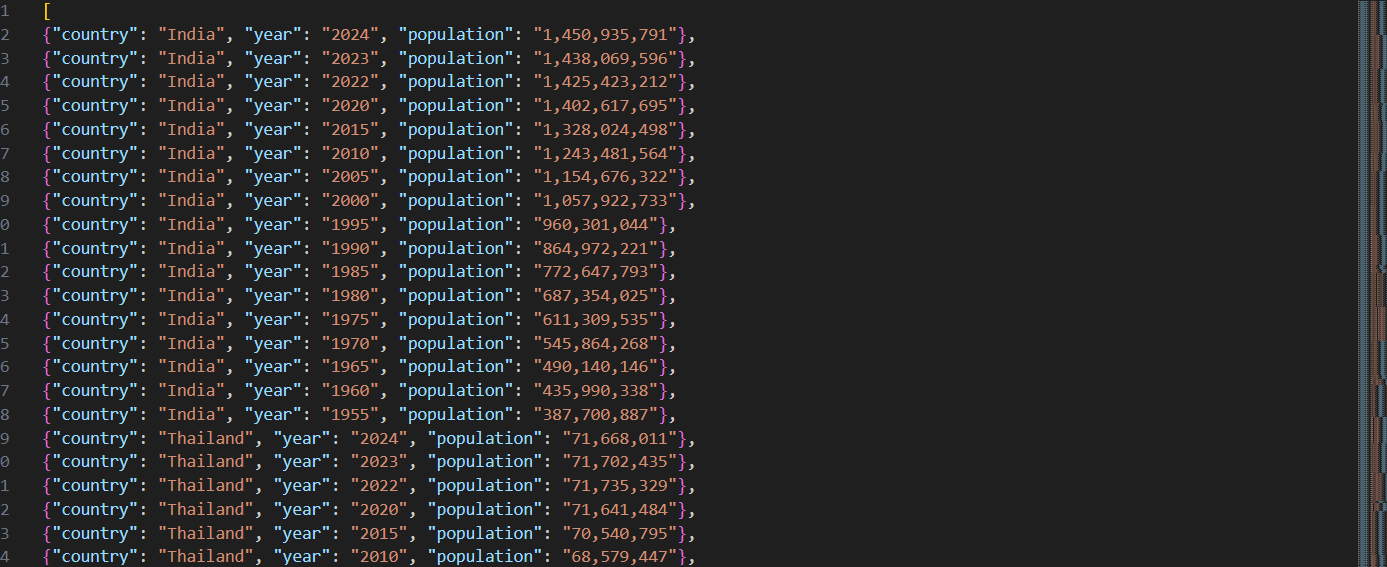 1 [
2 {"country": "India", "year": "2024", "population": "1,450,935,791"},
3 {"country": "India", "year": "2023", "population": "1,438,069,596"},
4 {"country": "India", "year": "2022", "population": "1,425,423,212"},
5 {"country": "India", "year": "2020", "population": "1,402,617,695"},
6 {"country": "India", "year": "2015", "population": "1,328,024,498"},
7 {"country": "India", "year": "2010", "population": "1,243,481,564"},
8 {"country": "India", "year": "2005", "population": "1,154,676,322"},
9 {"country": "India", "year": "2000", "population": "1,057,922,733"},
0 {"country": "India", "year": "1995", "population": "960,301,044"},
1 {"country": "India", "year": "1990", "population": "864,972,221"},
2 {"country": "India", "year": "1985", "population": "772,647,793"},
3 {"country": "India", "year": "1980", "population": "687,354,025"},
4 {"country": "India", "year": "1975", "population": "611,309,535"},
5 {"country": "India", "year": "1970", "population": "545,864,268"},
6 {"country": "India", "year": "1965", "population": "490,140,146"},
7 {"country": "India", "year": "1960", "population": "435,990,338"},
8 {"country": "India", "year": "1955", "population": "387,700,887"},
9 {"country": "Thailand", "year": "2024", "population": "71,668,011"},
0 {"country": "Thailand", "year": "2023", "population": "71,702,435"},
1 {"country": "Thailand", "year": "2022", "population": "71,735,329"},
2 {"country": "Thailand", "year": "2020", "population": "71,641,484"},
3 {"country": "Thailand", "year": "2015", "population": "70,540,795"},
4 {"country": "Thailand", "year": "2010", "population": "68,579,447"},